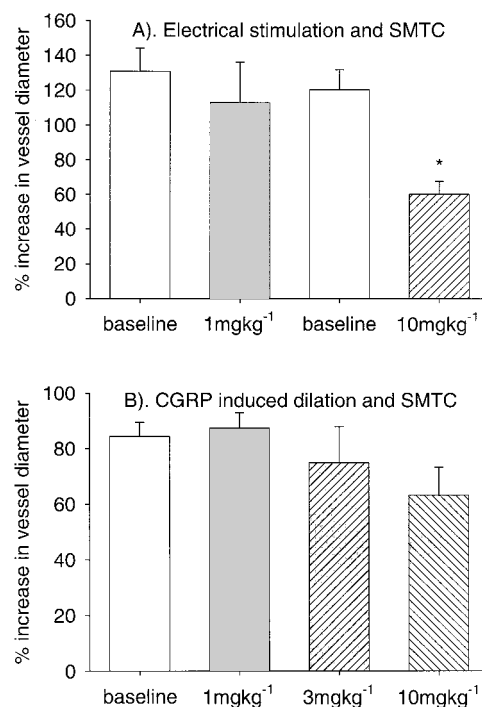 A). Electrical stimulation and SMTC
% increase in vessel diameter
160
140
120
100
80
60
40
20
0
*
baseline 1mgkg⁻¹ baseline 10mgkg⁻¹
B). CGRP induced dilation and SMTC
% increase in vessel diameter
100
80
60
40
20
0
baseline 1mgkg⁻¹ 3mgkg⁻¹ 10mgkg⁻¹